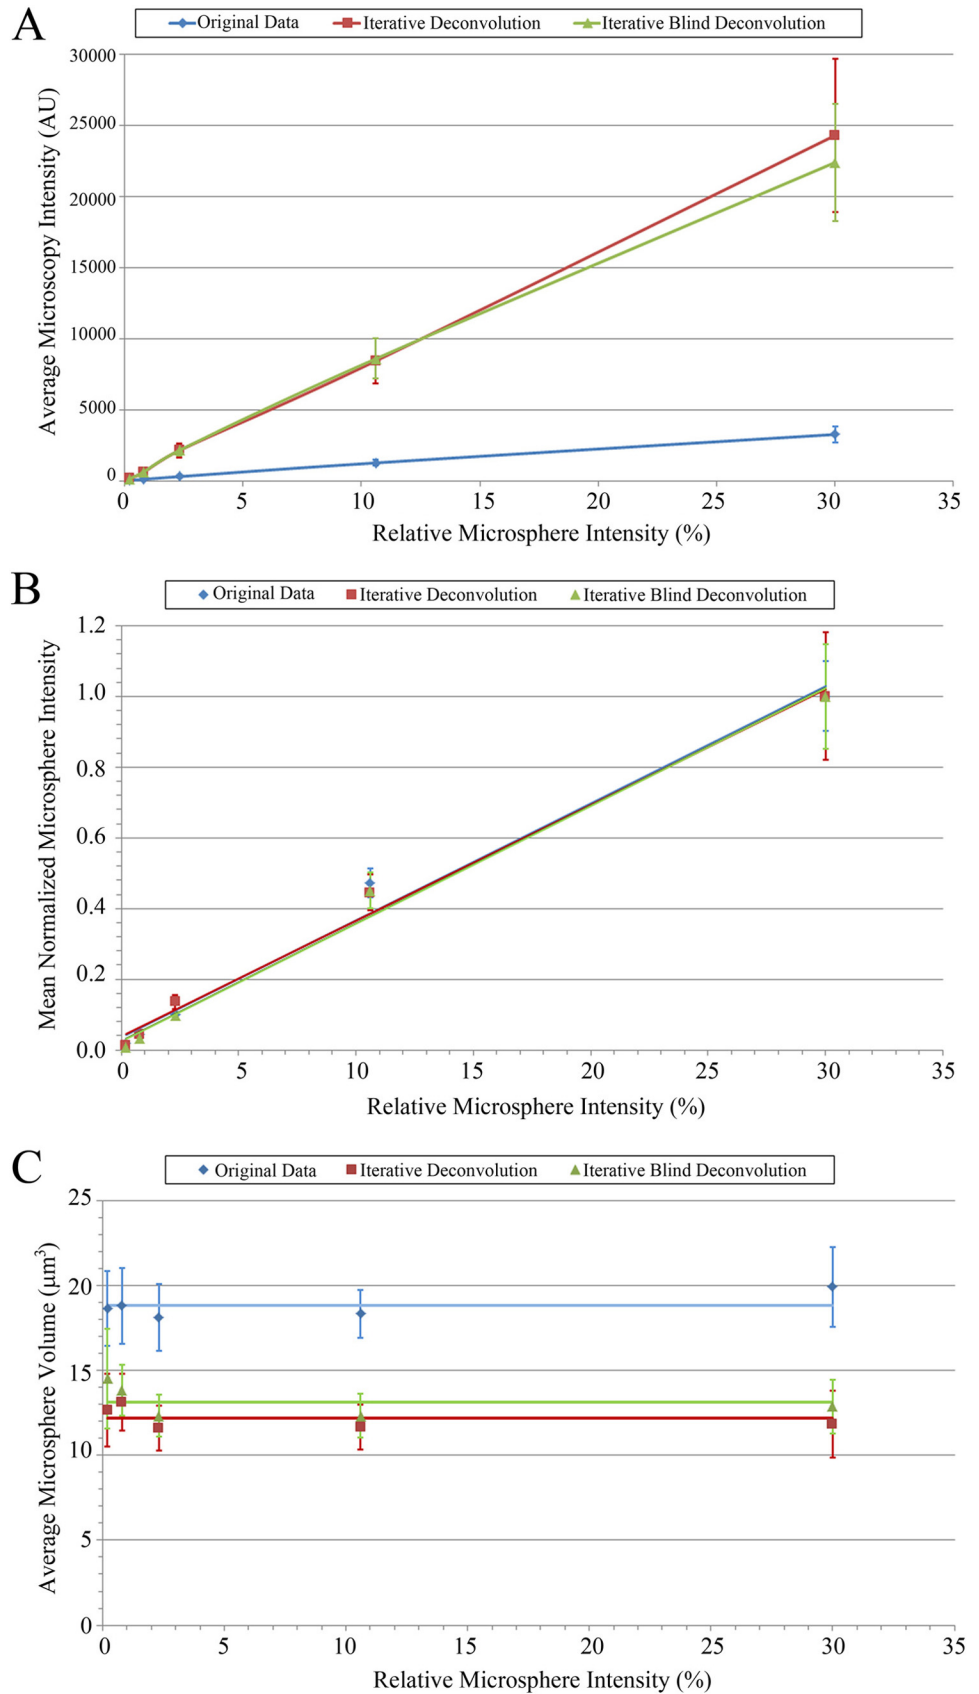 A
Original Data Iterative Deconvolution Iterative Blind Deconvolution
30000
25000
20000
15000
10000
5000
0
Average Microscopy Intensity (AU)
0 5 10 15 20 25 30 35
Relative Microsphere Intensity (%)
B
Original Data Iterative Deconvolution Iterative Blind Deconvolution
1.2
1.0
0.8
0.6
0.4
0.2
0.0
Mean Normalized Microsphere Intensity
0 5 10 15 20 25 30 35
Relative Microsphere Intensity (%)
C
Original Data Iterative Deconvolution Iterative Blind Deconvolution
25
20
15
10
5
0
Average Microsphere Volume (μm³)
0 5 10 15 20 25 30 35
Relative Microsphere Intensity (%)